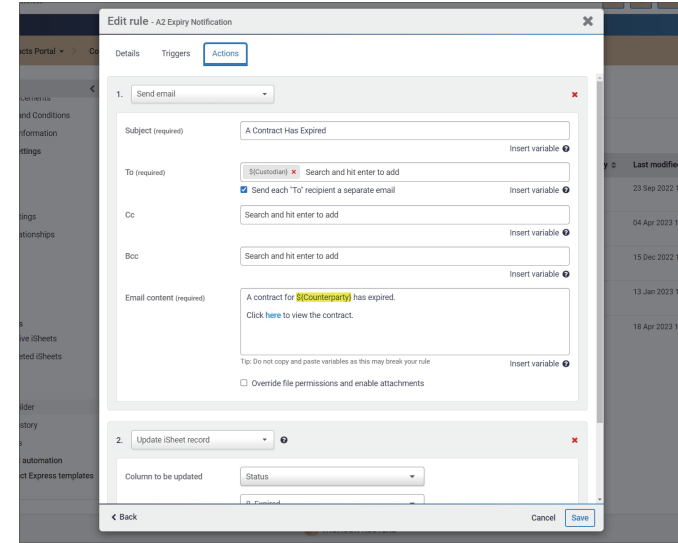 Edit rule - A2 Expiry Notification
Details Triggers Actions
1. Send email
Subject (required) A Contract Has Expired
Insert variable
To (required) ${Custodian} × Search and hit enter to add
Send each "To" recipient a separate email Insert variable
Cc Search and hit enter to add
Insert variable
Bcc Search and hit enter to add
Insert variable
Email content (required) A contract for ${Counterparty} has expired.
Click here to view the contract.
Tip: Do not copy and paste variables as this may break your rule Insert variable
Override file permissions and enable attachments
2. Update iSheet record
Column to be updated Status
Back Cancel Save
acts Portal Co
and Conditions
nformation
ettings
tings
ationships
ive iSheets
eted iSheets
ilder
story
automation
ct Express templates
y Last modifie
23 Sep 2022 1
04 Apr 2023 1
15 Dec 2022 1
13 Jan 2023 1
18 Apr 2023 1